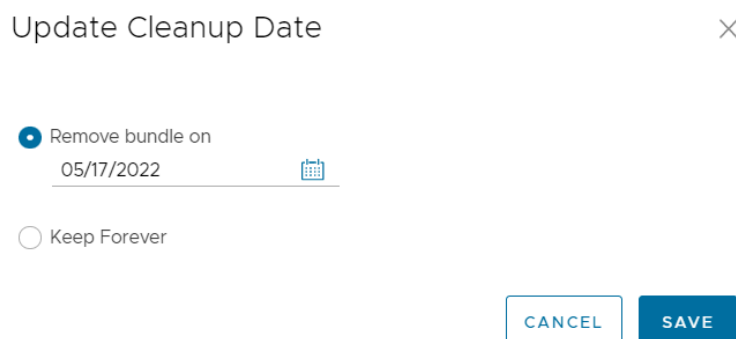 Update Cleanup Date
Remove bundle on
05/17/2022
Keep Forever
CANCEL SAVE